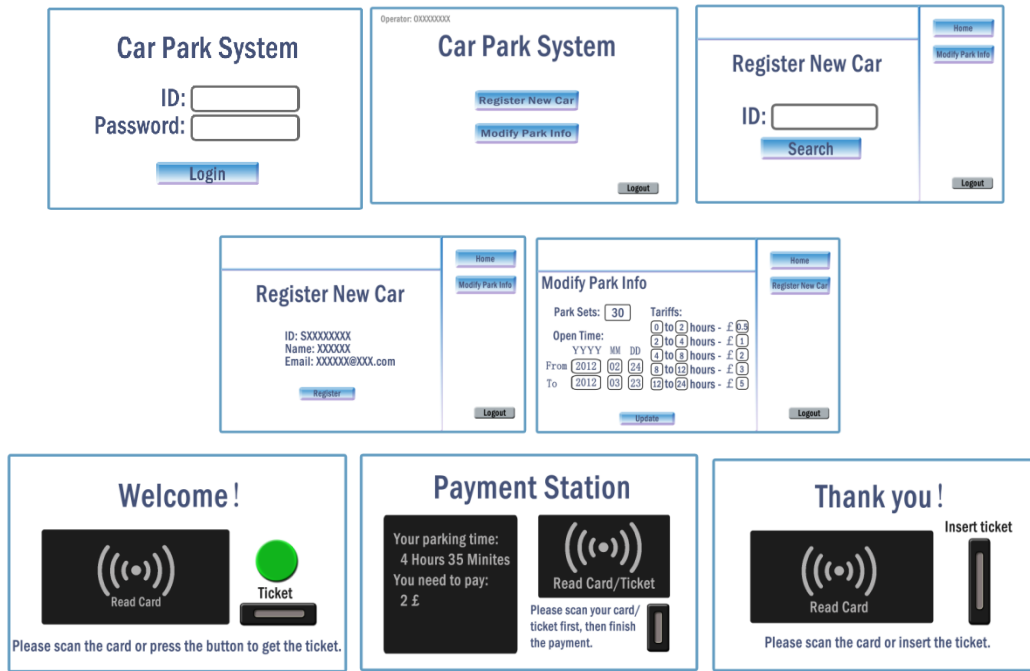 Car Park System
ID:
Password:
Login
Operator: OXXXXXXXX
Car Park System
Register New Car
Modify Park Info
Logout
Register New Car
ID:
Search
Home
Modify Park Info
Logout
Register New Car
ID: SXXXXXXXX
Name: XXXXXX
Email: XXXXXX@XXX.com
Register
Home
Modify Park Info
Logout
Modify Park Info
Park Sets: 30
Open Time:
YYYY MM DD
From 2012 02 24
To 2012 03 23
Tariffs:
0 to 2 hours - £ 0.5
2 to 4 hours - £ 1
4 to 8 hours - £ 2
8 to 12 hours - £ 3
12 to 24 hours - £ 5
Update
Home
Register New Car
Logout
Welcome!
Read Card
Ticket
Please scan the card or press the button to get the ticket.
Payment Station
Your parking time:
4 Hours 35 Minites
You need to pay:
2 £
Read Card/Ticket
Please scan your card/
ticket first, then finish
the payment.
Thank you!
Insert ticket
Read Card
Please scan the card or insert the ticket.